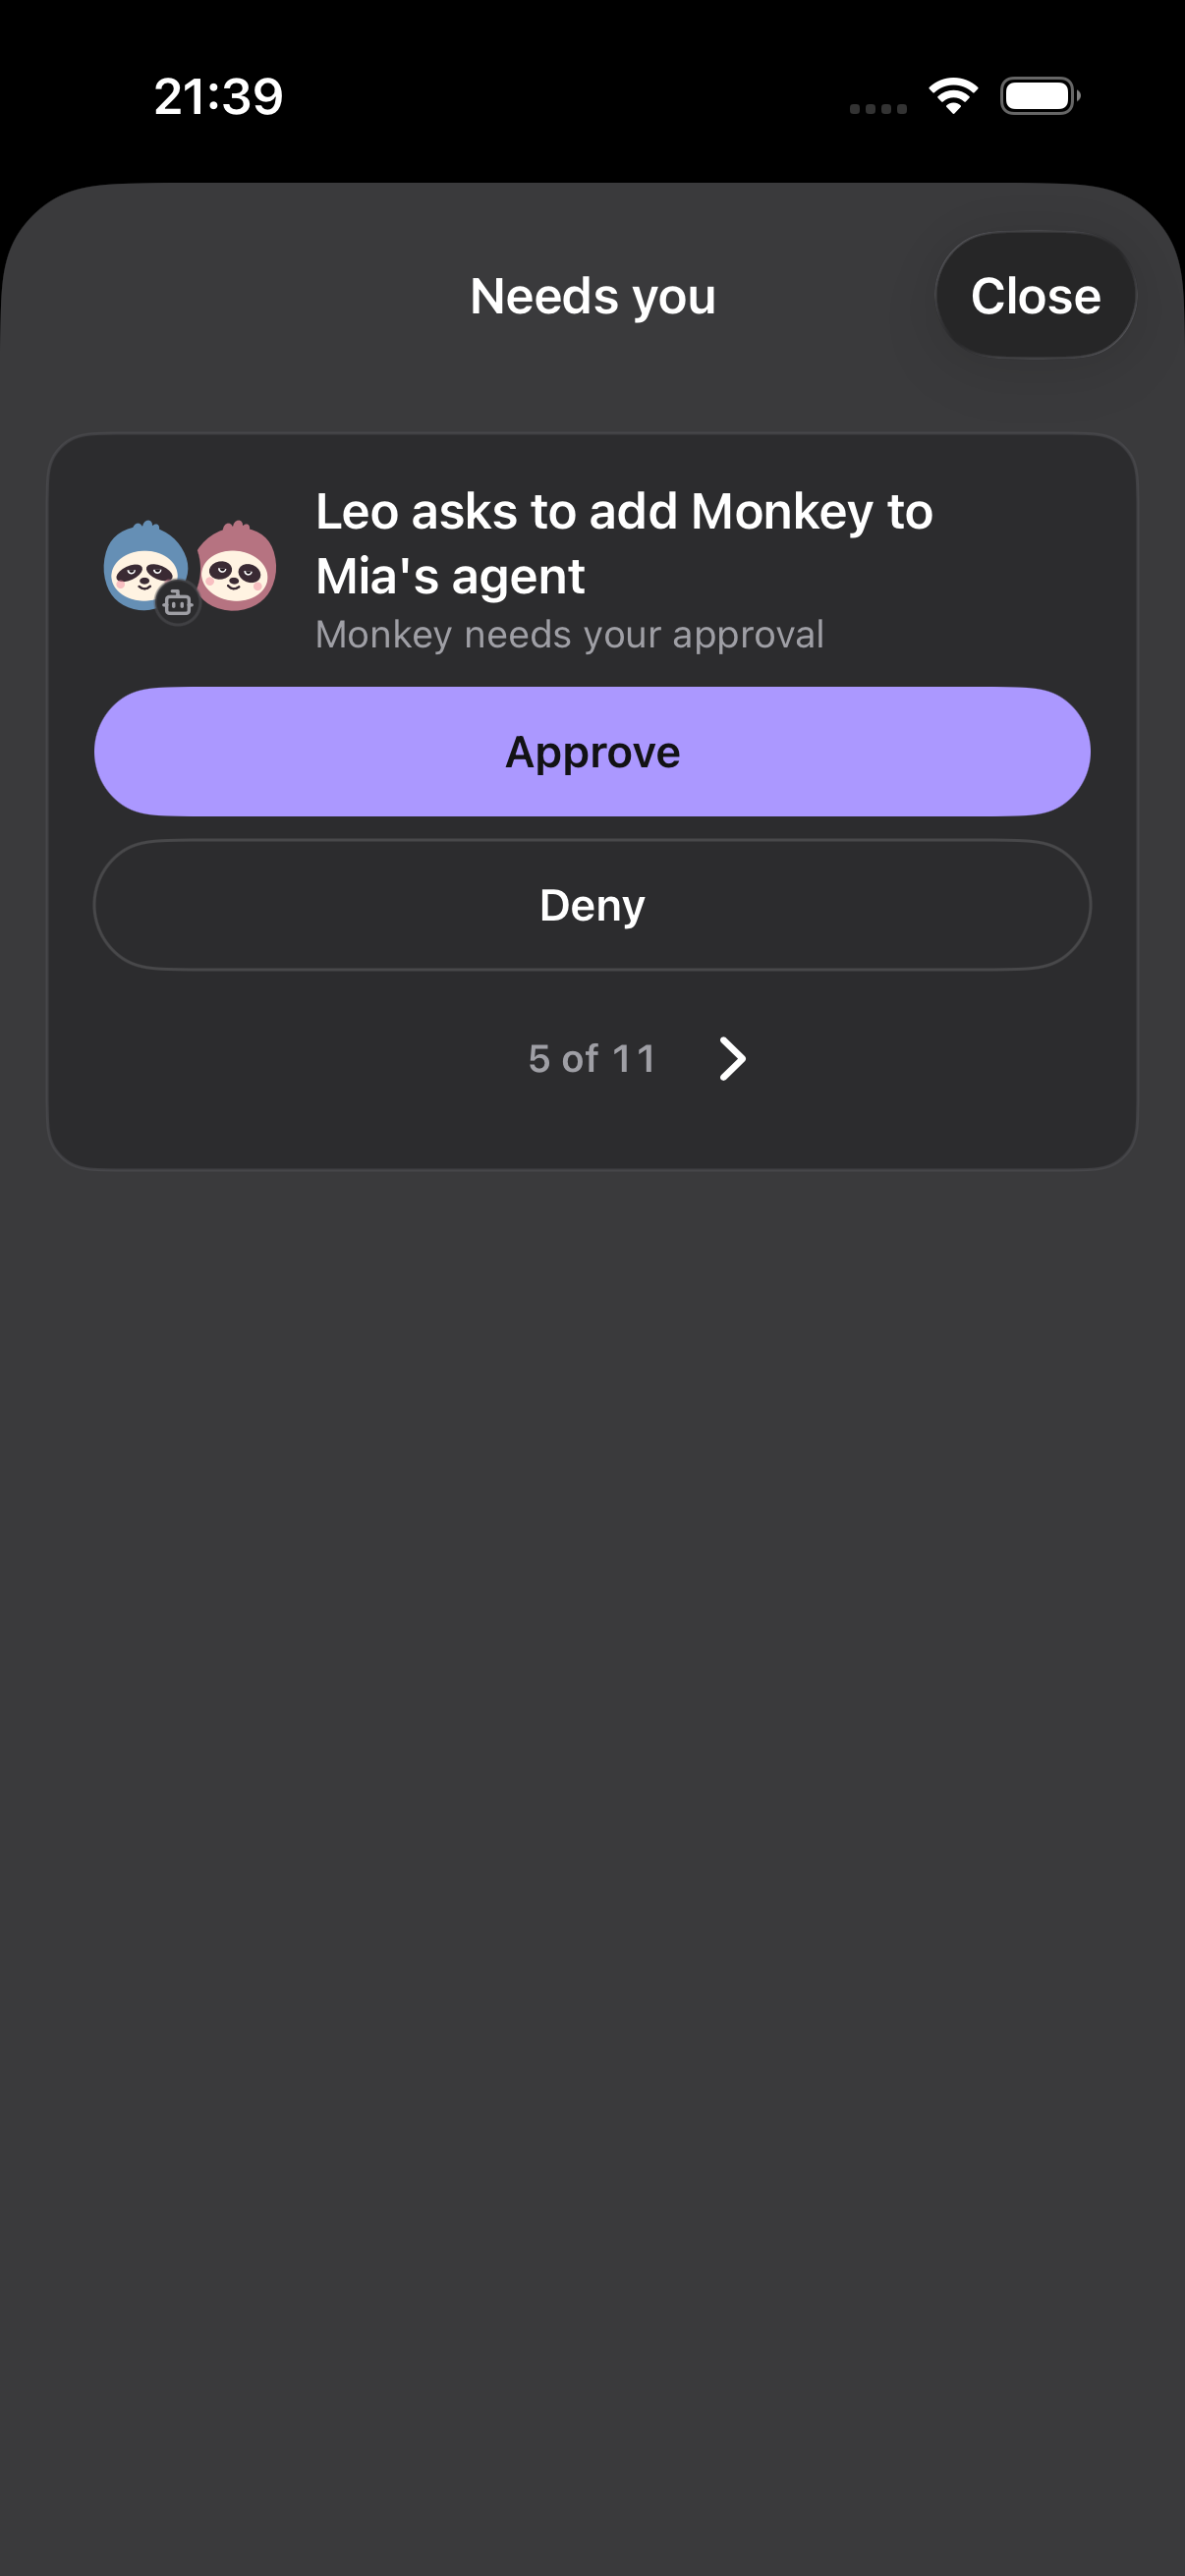 21:39
Needs you
Close
Leo asks to add Monkey to
Mia's agent
Monkey needs your approval
Approve
Deny
5 of 11